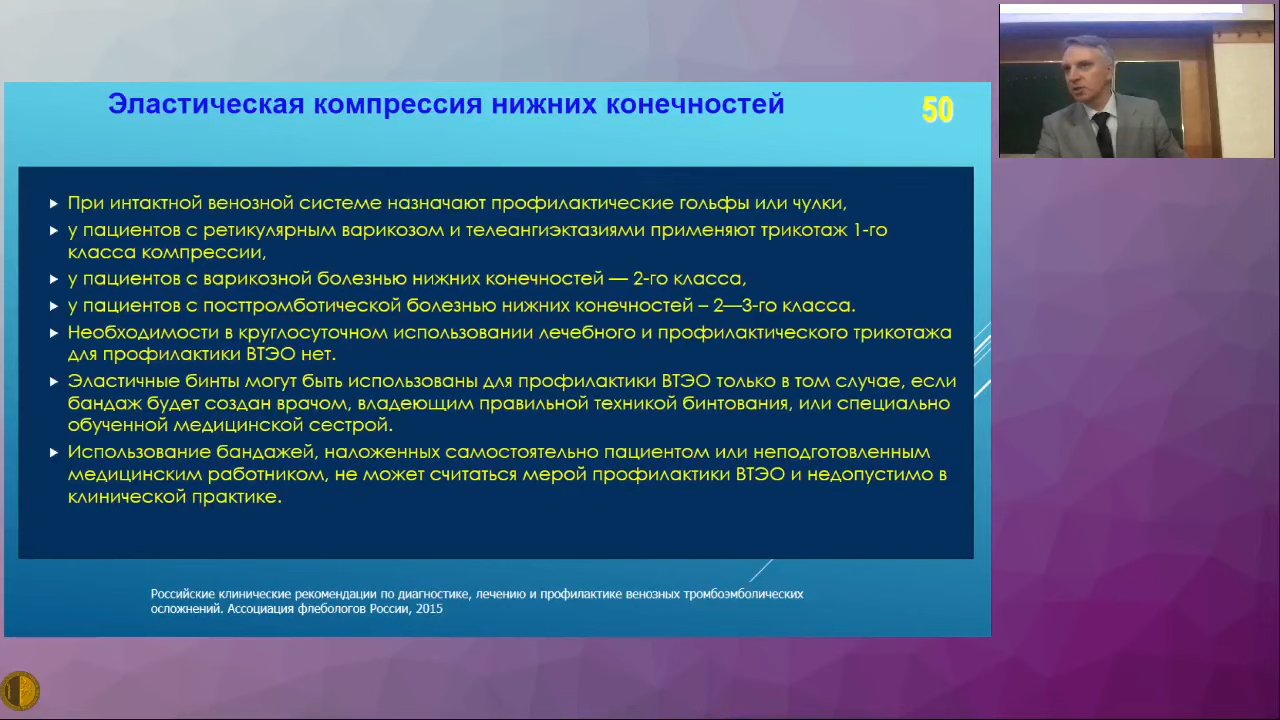 Эластическая компрессия нижних конечностей
50
При интактной венозной системе назначают профилактические гольфы или чулки,
у пациентов с ретикулярным варикозом и телеангиэктазиями применяют трикотаж 1-го
класса компрессии,
у пациентов с варикозной болезнью нижних конечностей — 2-го класса,
у пациентов с посттромботической болезнью нижних конечностей – 2—3-го класса.
Необходимости в круглосуточном использовании лечебного и профилактического трикотажа
для профилактики ВТЭО нет.
Эластичные бинты могут быть использованы для профилактики ВТЭО только в том случае, если
бандаж будет создан врачом, владеющим правильной техникой бинтования, или специально
обученной медицинской сестрой.
Использование бандажей, наложенных самостоятельно пациентом или неподготовленным
медицинским работником, не может считаться мерой профилактики ВТЭО и недопустимо в
клинической практике.
Российские клинические рекомендации по диагностике, лечению и профилактике венозных тромбоэмболических
осложнений. Ассоциация флебологов России, 2015